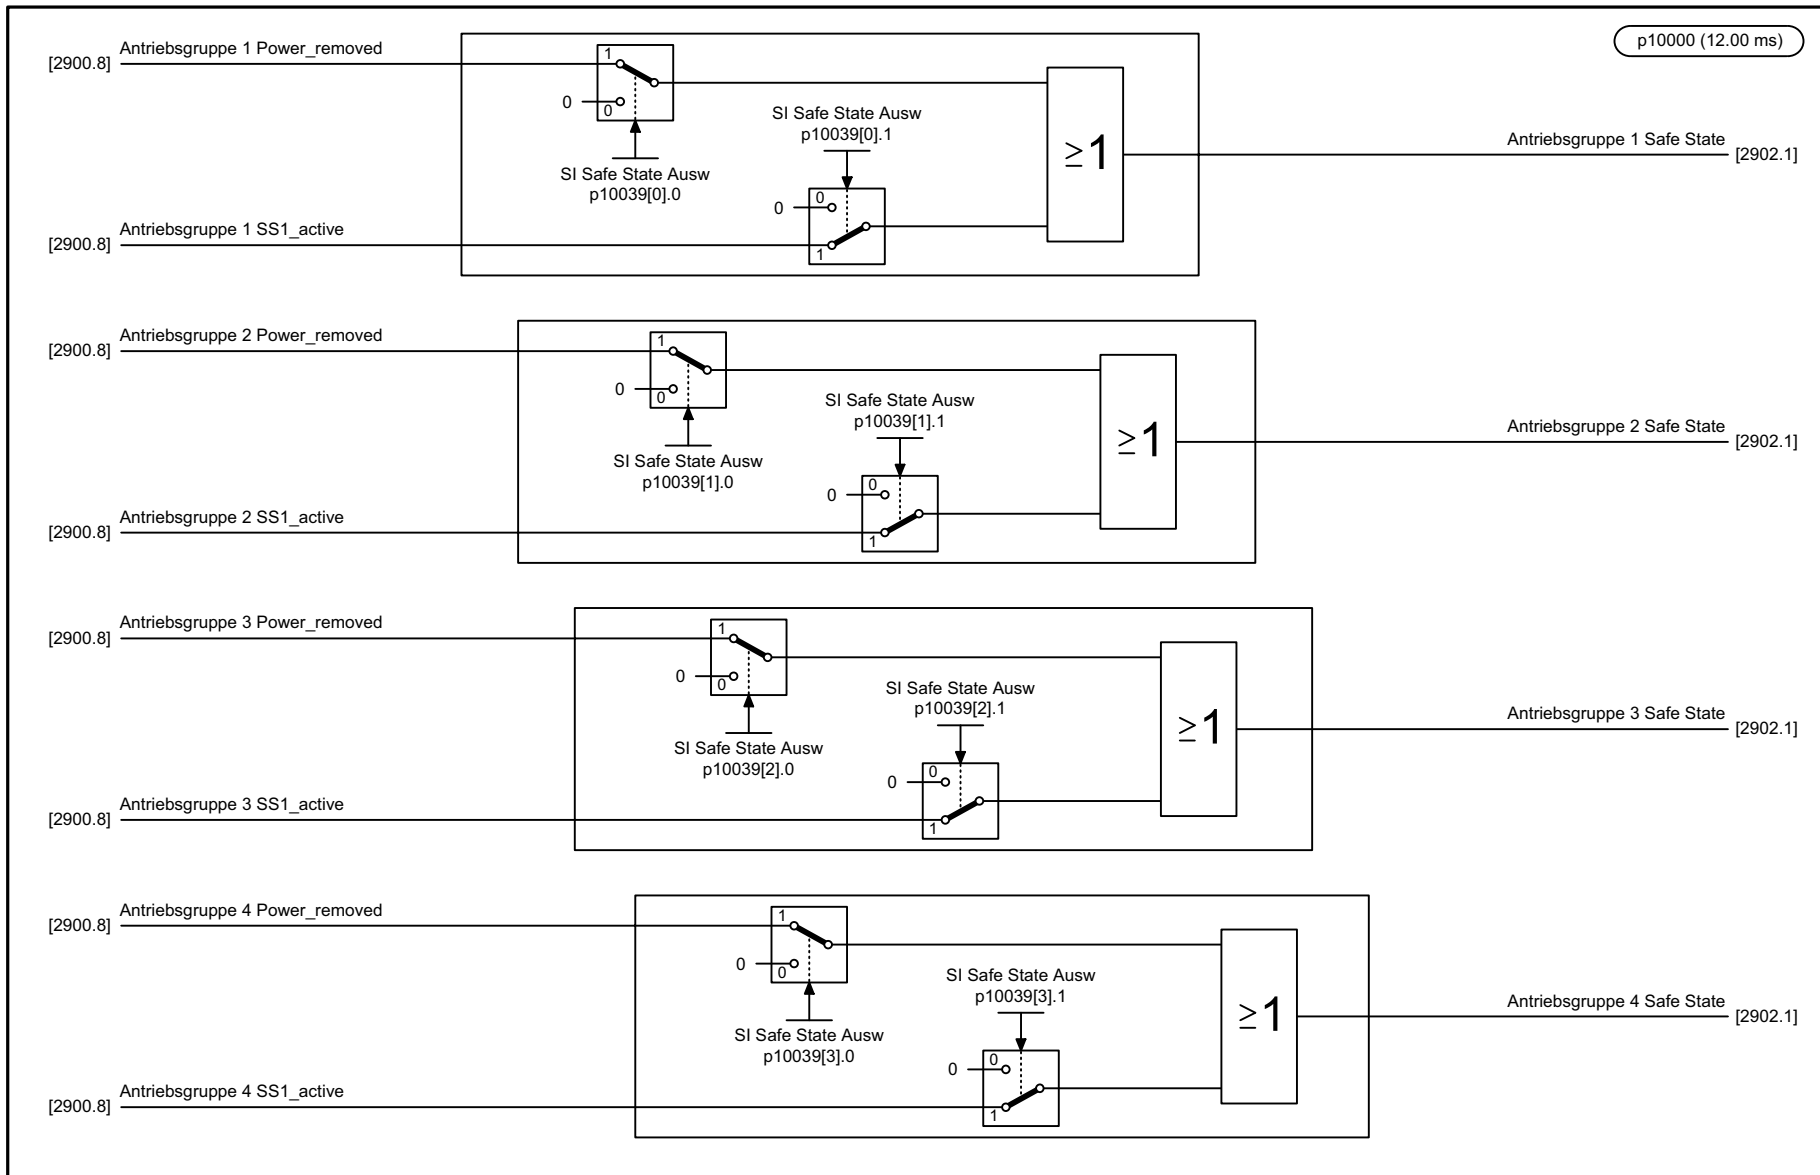 p10000 (12.00 ms)
Antriebsgruppe 1 Power_removed
[2900.8]
1
0
0
SI Safe State Ausw
p10039[0].0
SI Safe State Ausw
p10039[0].1
0
0
1
≥1
Antriebsgruppe 1 Safe State
[2902.1]
Antriebsgruppe 1 SS1_active
[2900.8]
Antriebsgruppe 2 Power_removed
[2900.8]
1
0
0
SI Safe State Ausw
p10039[1].0
SI Safe State Ausw
p10039[1].1
0
0
1
≥1
Antriebsgruppe 2 Safe State
[2902.1]
Antriebsgruppe 2 SS1_active
[2900.8]
Antriebsgruppe 3 Power_removed
[2900.8]
1
0
0
SI Safe State Ausw
p10039[2].0
SI Safe State Ausw
p10039[2].1
0
0
1
≥1
Antriebsgruppe 3 Safe State
[2902.1]
Antriebsgruppe 3 SS1_active
[2900.8]
Antriebsgruppe 4 Power_removed
[2900.8]
1
0
0
SI Safe State Ausw
p10039[3].0
SI Safe State Ausw
p10039[3].1
0
0
1
≥1
Antriebsgruppe 4 Safe State
[2902.1]
Antriebsgruppe 4 SS1_active
[2900.8]